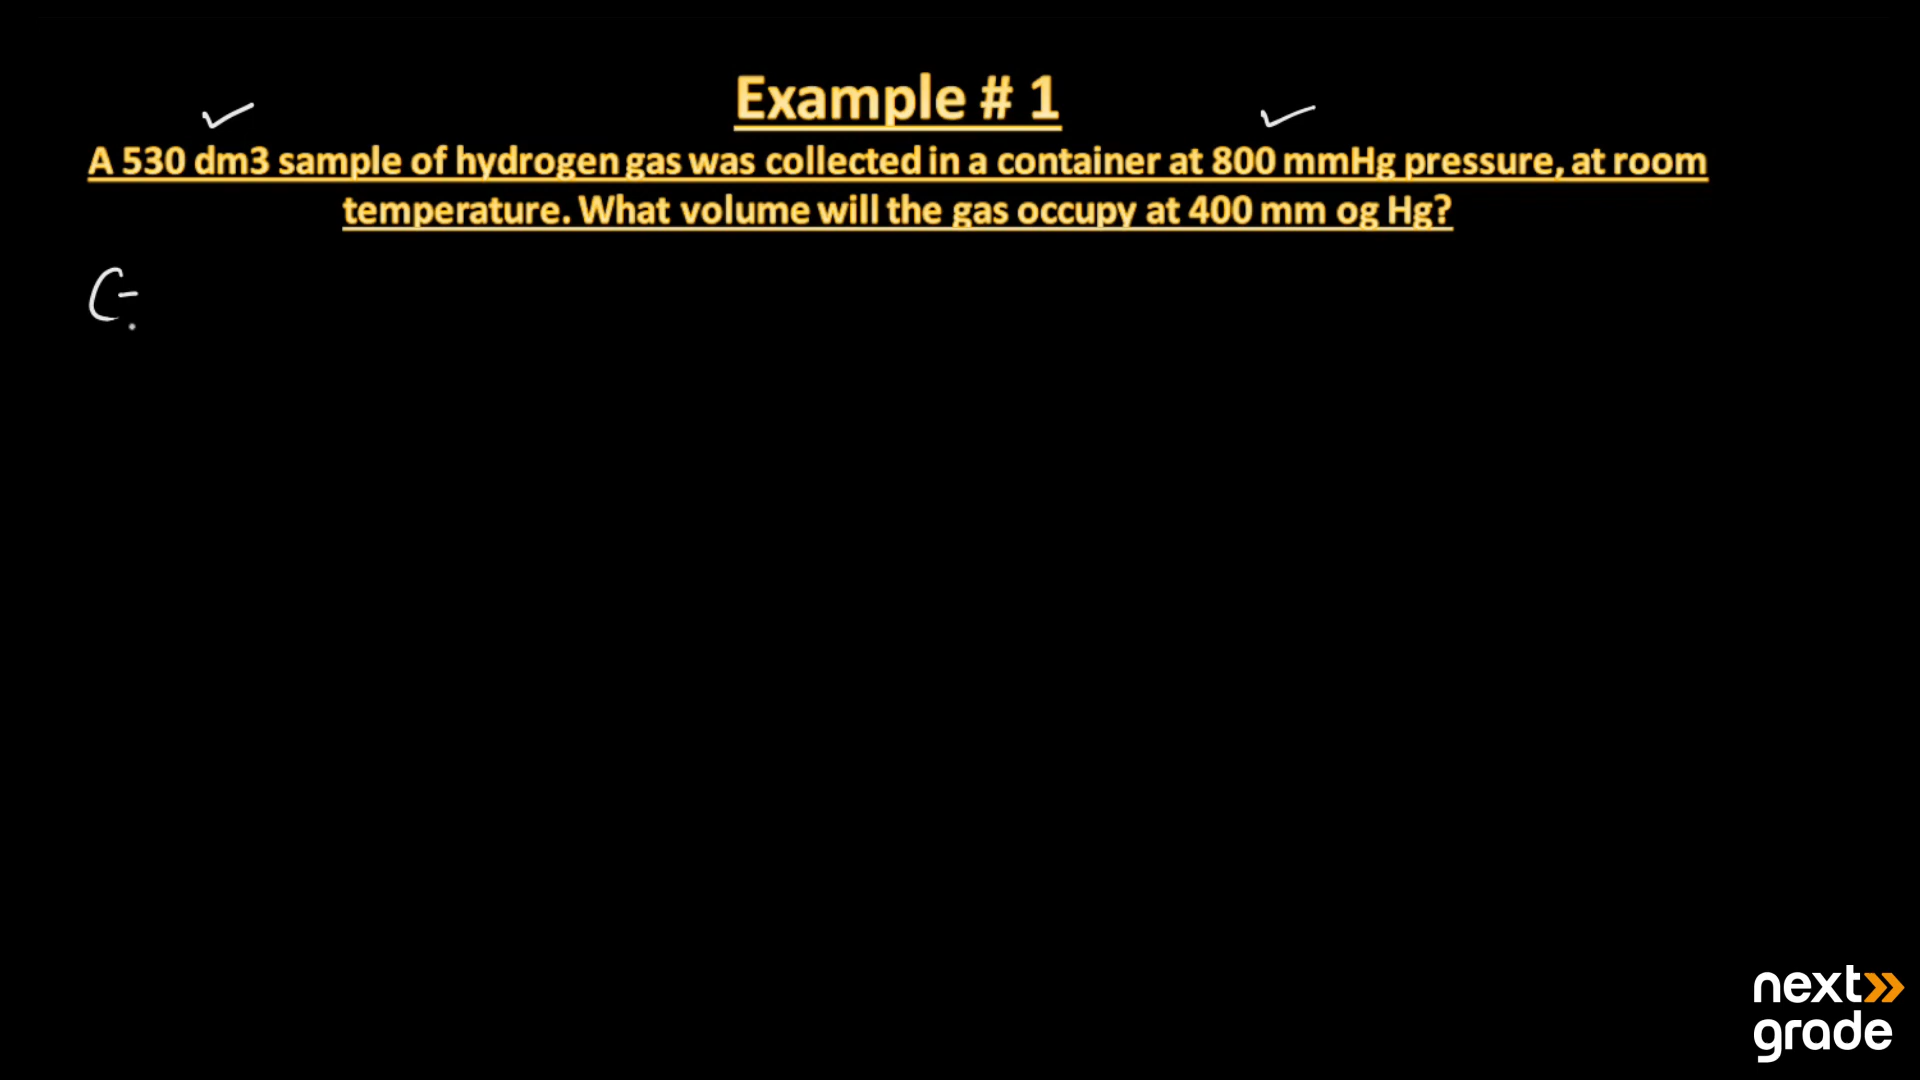 Example # 1
A 530 dm3 sample of hydrogen gas was collected in a container at 800 mmHg pressure, at room
temperature. What volume will the gas occupy at 400 mm og Hg?
next
grade